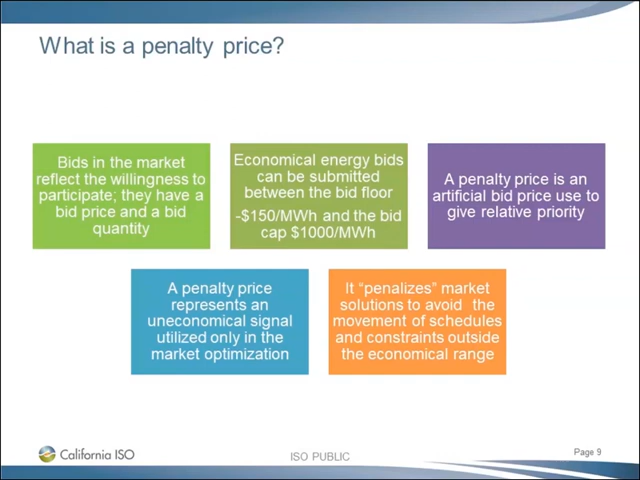 What is a penalty price?
Bids in the market
reflect the willingness to
participate; they have a
bid price and a bid
quantity
Economical energy bids
can be submitted
between the bid floor
-$150/MWh and the bid
cap $1000/MWh
A penalty price is an
artificial bid price use to
give relative priority
A penalty price
represents an
uneconomical signal
utilized only in the
market optimization
It “penalizes” market
solutions to avoid the
movement of schedules
and constraints outside
the economical range
California ISO
ISO PUBLIC
Page 9